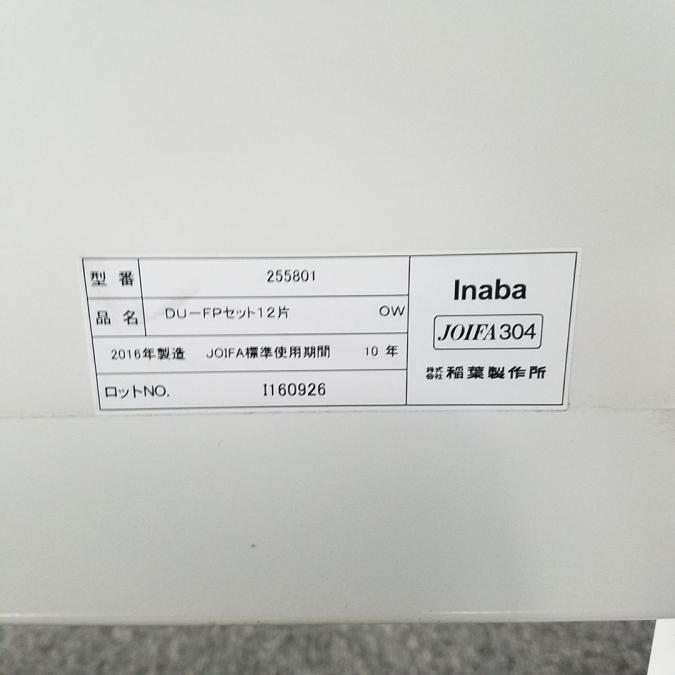 型番 255801
品名 DU－FPセット12片 OW
2016年製造 JOIFA標準使用期間 10年
ロットNO. I160926
Inaba
JOIFA304
株式会社 稲葉製作所